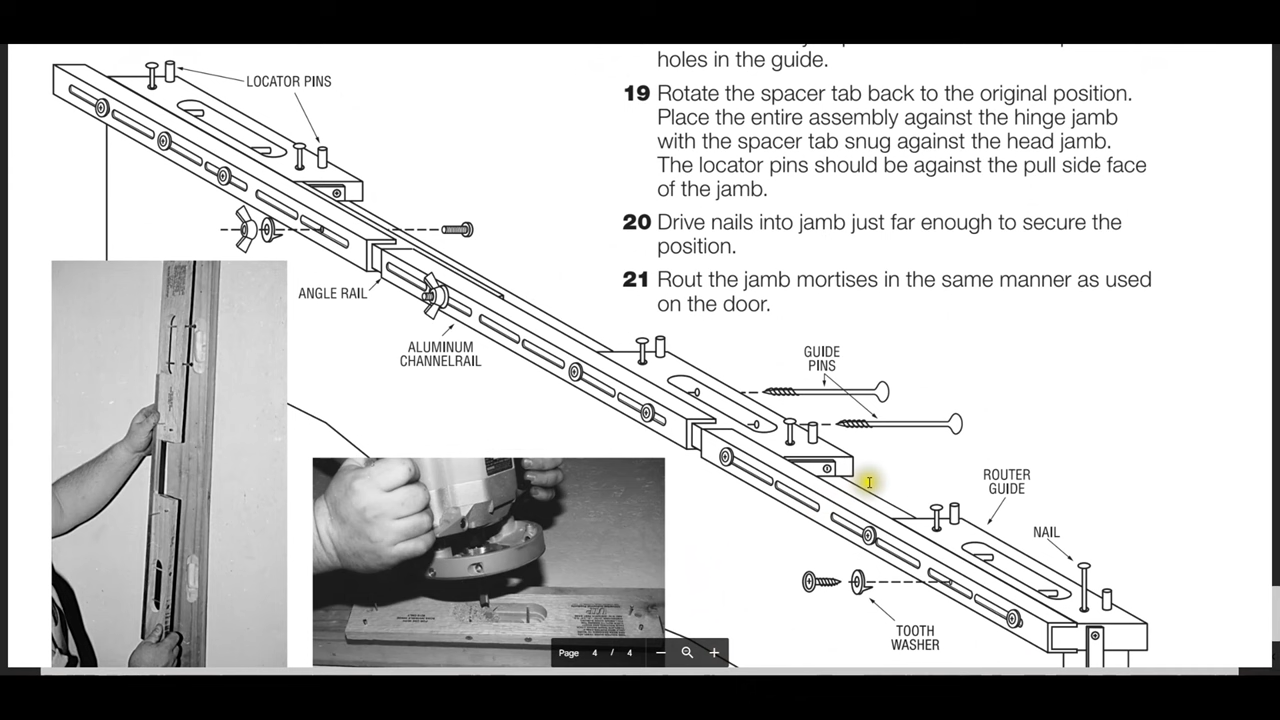 holes in the guide.
19 Rotate the spacer tab back to the original position.
Place the entire assembly against the hinge jamb
with the spacer tab snug against the head jamb.
The locator pins should be against the pull side face
of the jamb.
20 Drive nails into jamb just far enough to secure the
position.
21 Rout the jamb mortises in the same manner as used
on the door.
LOCATOR PINS
ANGLE RAIL
ALUMINUM
CHANNELRAIL
GUIDE
PINS
ROUTER
GUIDE
NAIL
TOOTH
WASHER
Page 4 / 4